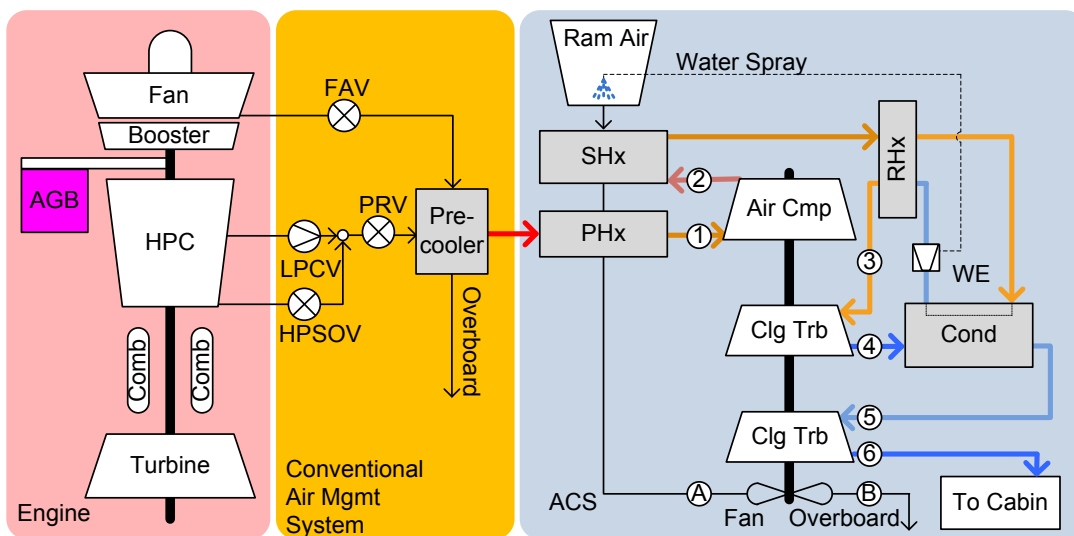 Fan
Booster
AGB
HPC
Comb
Comb
Turbine
Engine
FAV
PRV
LPCV
HPSOV
Pre-
cooler
Overboard
Conventional
Air Mgmt
System
Ram Air
Water Spray
SHx
PHx
RHx
2
1
Air Cmp
3
WE
Clg Trb
4
Cond
5
Clg Trb
6
To Cabin
A
B
Fan
Overboard
ACS